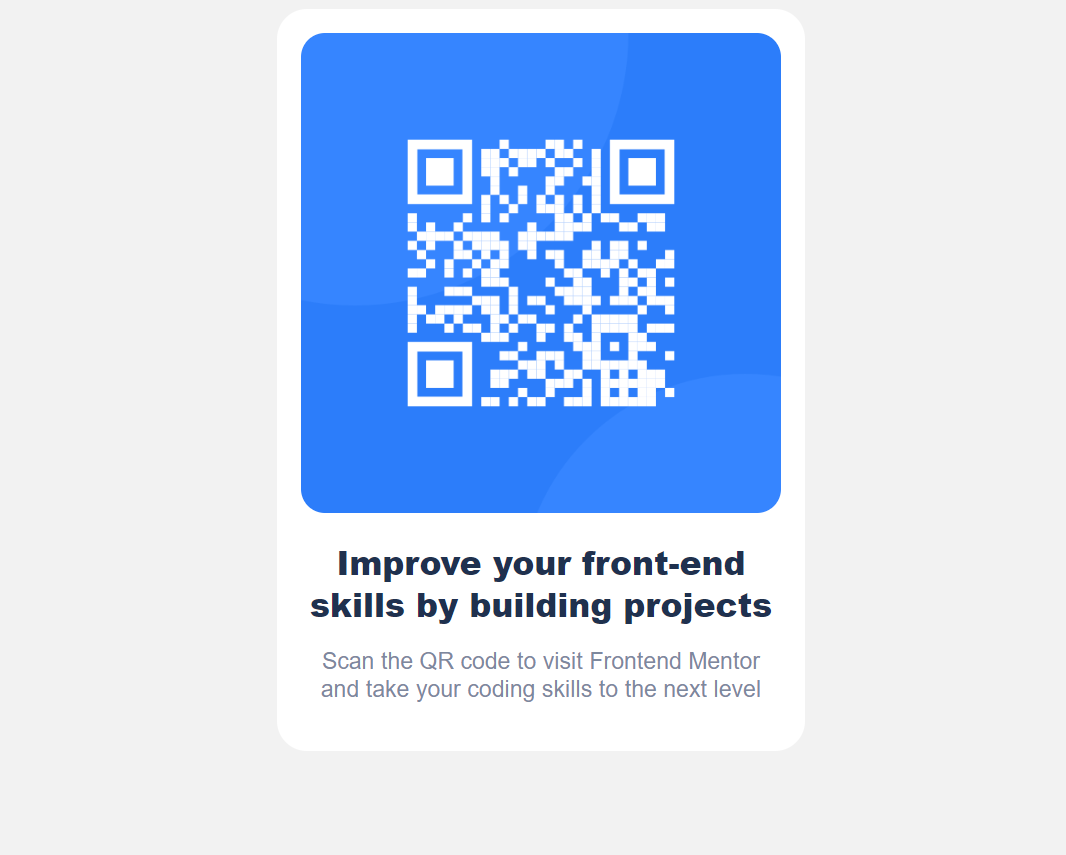 Improve your front-end
skills by building projects
Scan the QR code to visit Frontend Mentor
and take your coding skills to the next level